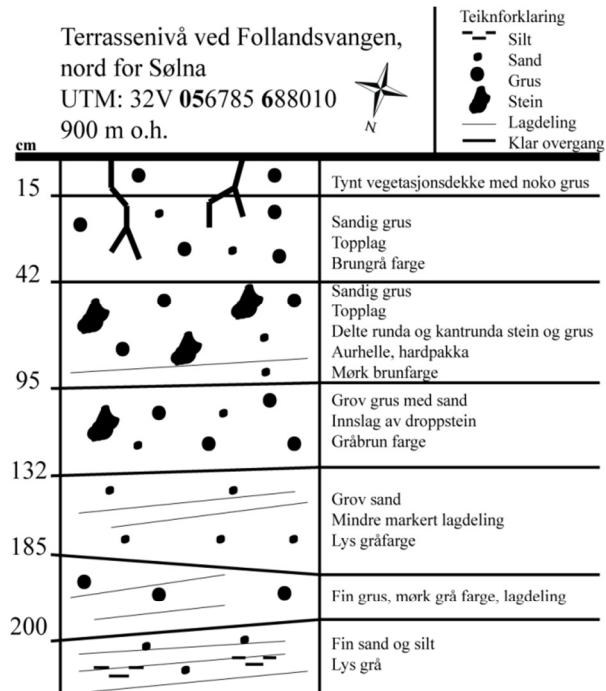 Terrassenivå ved Follandsvangen,
nord for Sølna
UTM: 32V 056785 688010
900 m o.h.
N
Teiknforklaring
Silt
Sand
Grus
Stein
Lagdeling
Klar overgang
cm
15
Tynt vegetasjonsdekke med noko grus
Sandig grus
Topplag
Brungrå farge
42
Sandig grus
Topplag
Delte runda og kantrunda stein og grus
Aurhelle, hardpakka
Mørk brunfarge
95
Grov grus med sand
Innslag av droppstein
Gråbrun farge
132
Grov sand
Mindre markert lagdeling
Lys gråfarge
185
Fin grus, mørk grå farge, lagdeling
200
Fin sand og silt
Lys grå